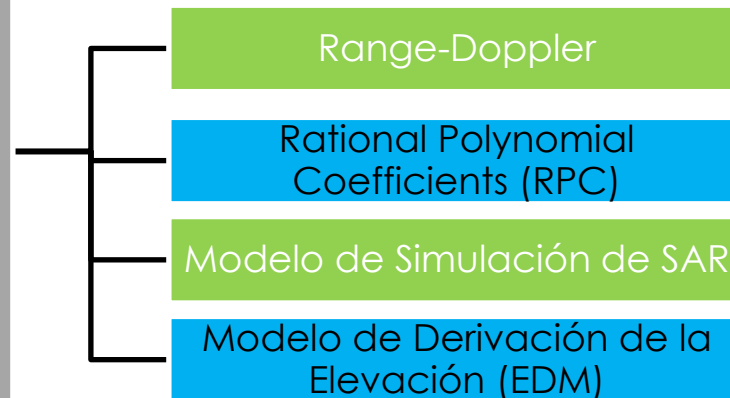 Range-Doppler
Rational Polynomial
Coefficients (RPC)
Modelo de Simulación de SAR
Modelo de Derivación de la
Elevación (EDM)